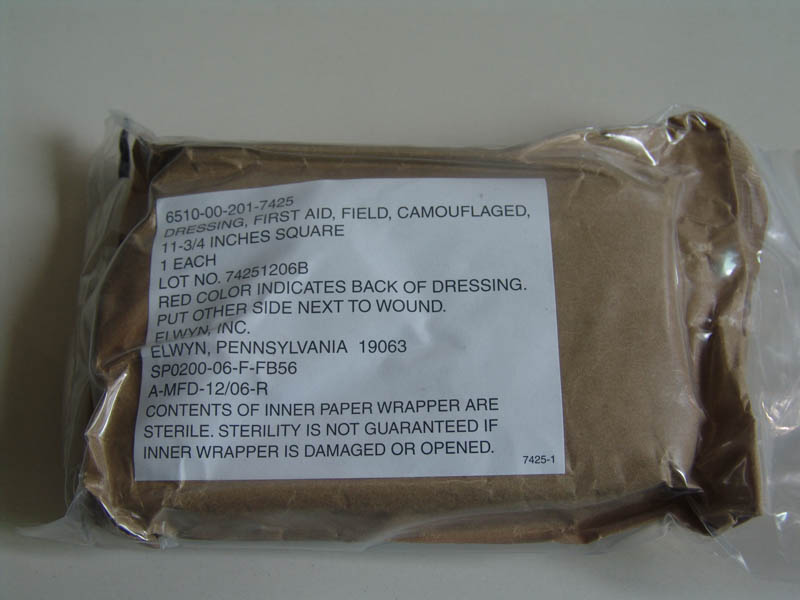 6510-00-201-7425
DRESSING, FIRST AID, FIELD, CAMOUFLAGED,
11-3/4 INCHES SQUARE
1 EACH
LOT NO. 74251206B
RED COLOR INDICATES BACK OF DRESSING.
PUT OTHER SIDE NEXT TO WOUND.
ELWYN, INC.
ELWYN, PENNSYLVANIA 19063
SP0200-06-F-FB56
A-MFD-12/06-R
CONTENTS OF INNER PAPER WRAPPER ARE
STERILE. STERILITY IS NOT GUARANTEED IF
INNER WRAPPER IS DAMAGED OR OPENED.
7425-1